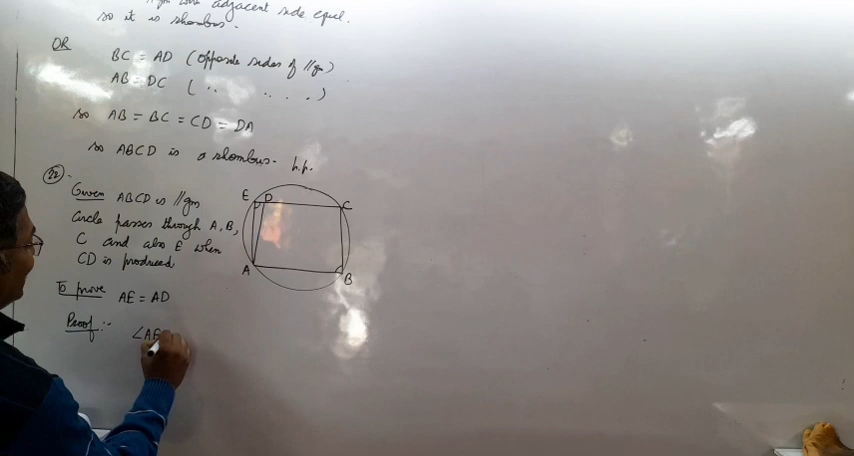 adjacent side equl.
so it is rhombus.
OR
BC = AD (opposite sides of //gm)
AB = DC ( .. .. . . )
so AB = BC = CD = DA
so ABCD is a rhombus. h.p.
22.
Given ABCD is //gm
Circle passes through A, B,
C and also E when
CD is produced
To prove AE = AD
Proof :-
∠AE
E D C
A B